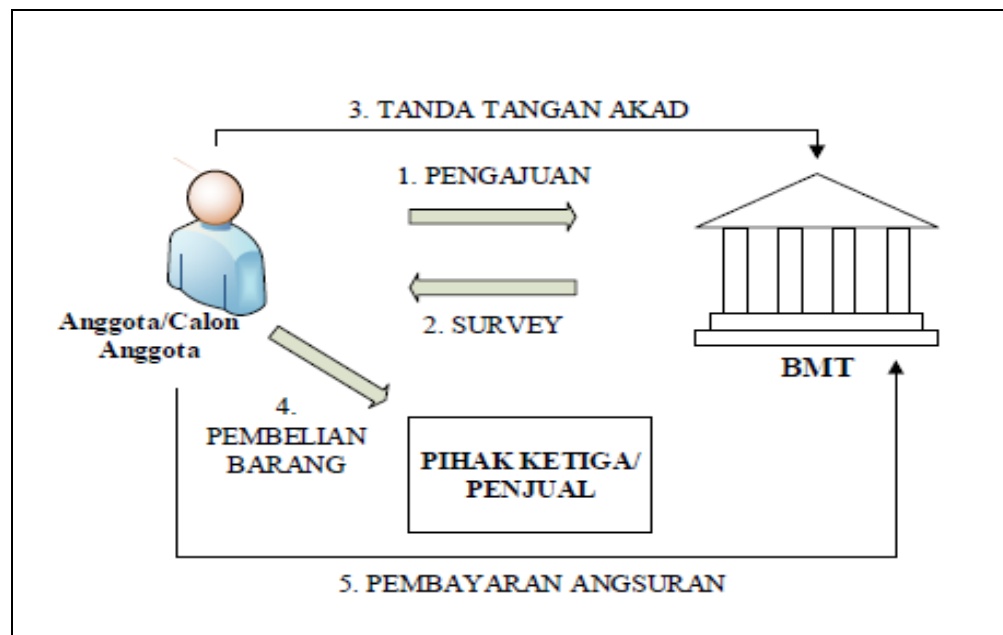 3. TANDA TANGAN AKAD
1. PENGAJUAN
2. SURVEY
Anggota/Calon
Anggota
BMT
4.
PEMBELIAN
BARANG
PIHAK KETIGA/
PENJUAL
5. PEMBAYARAN ANGSURAN